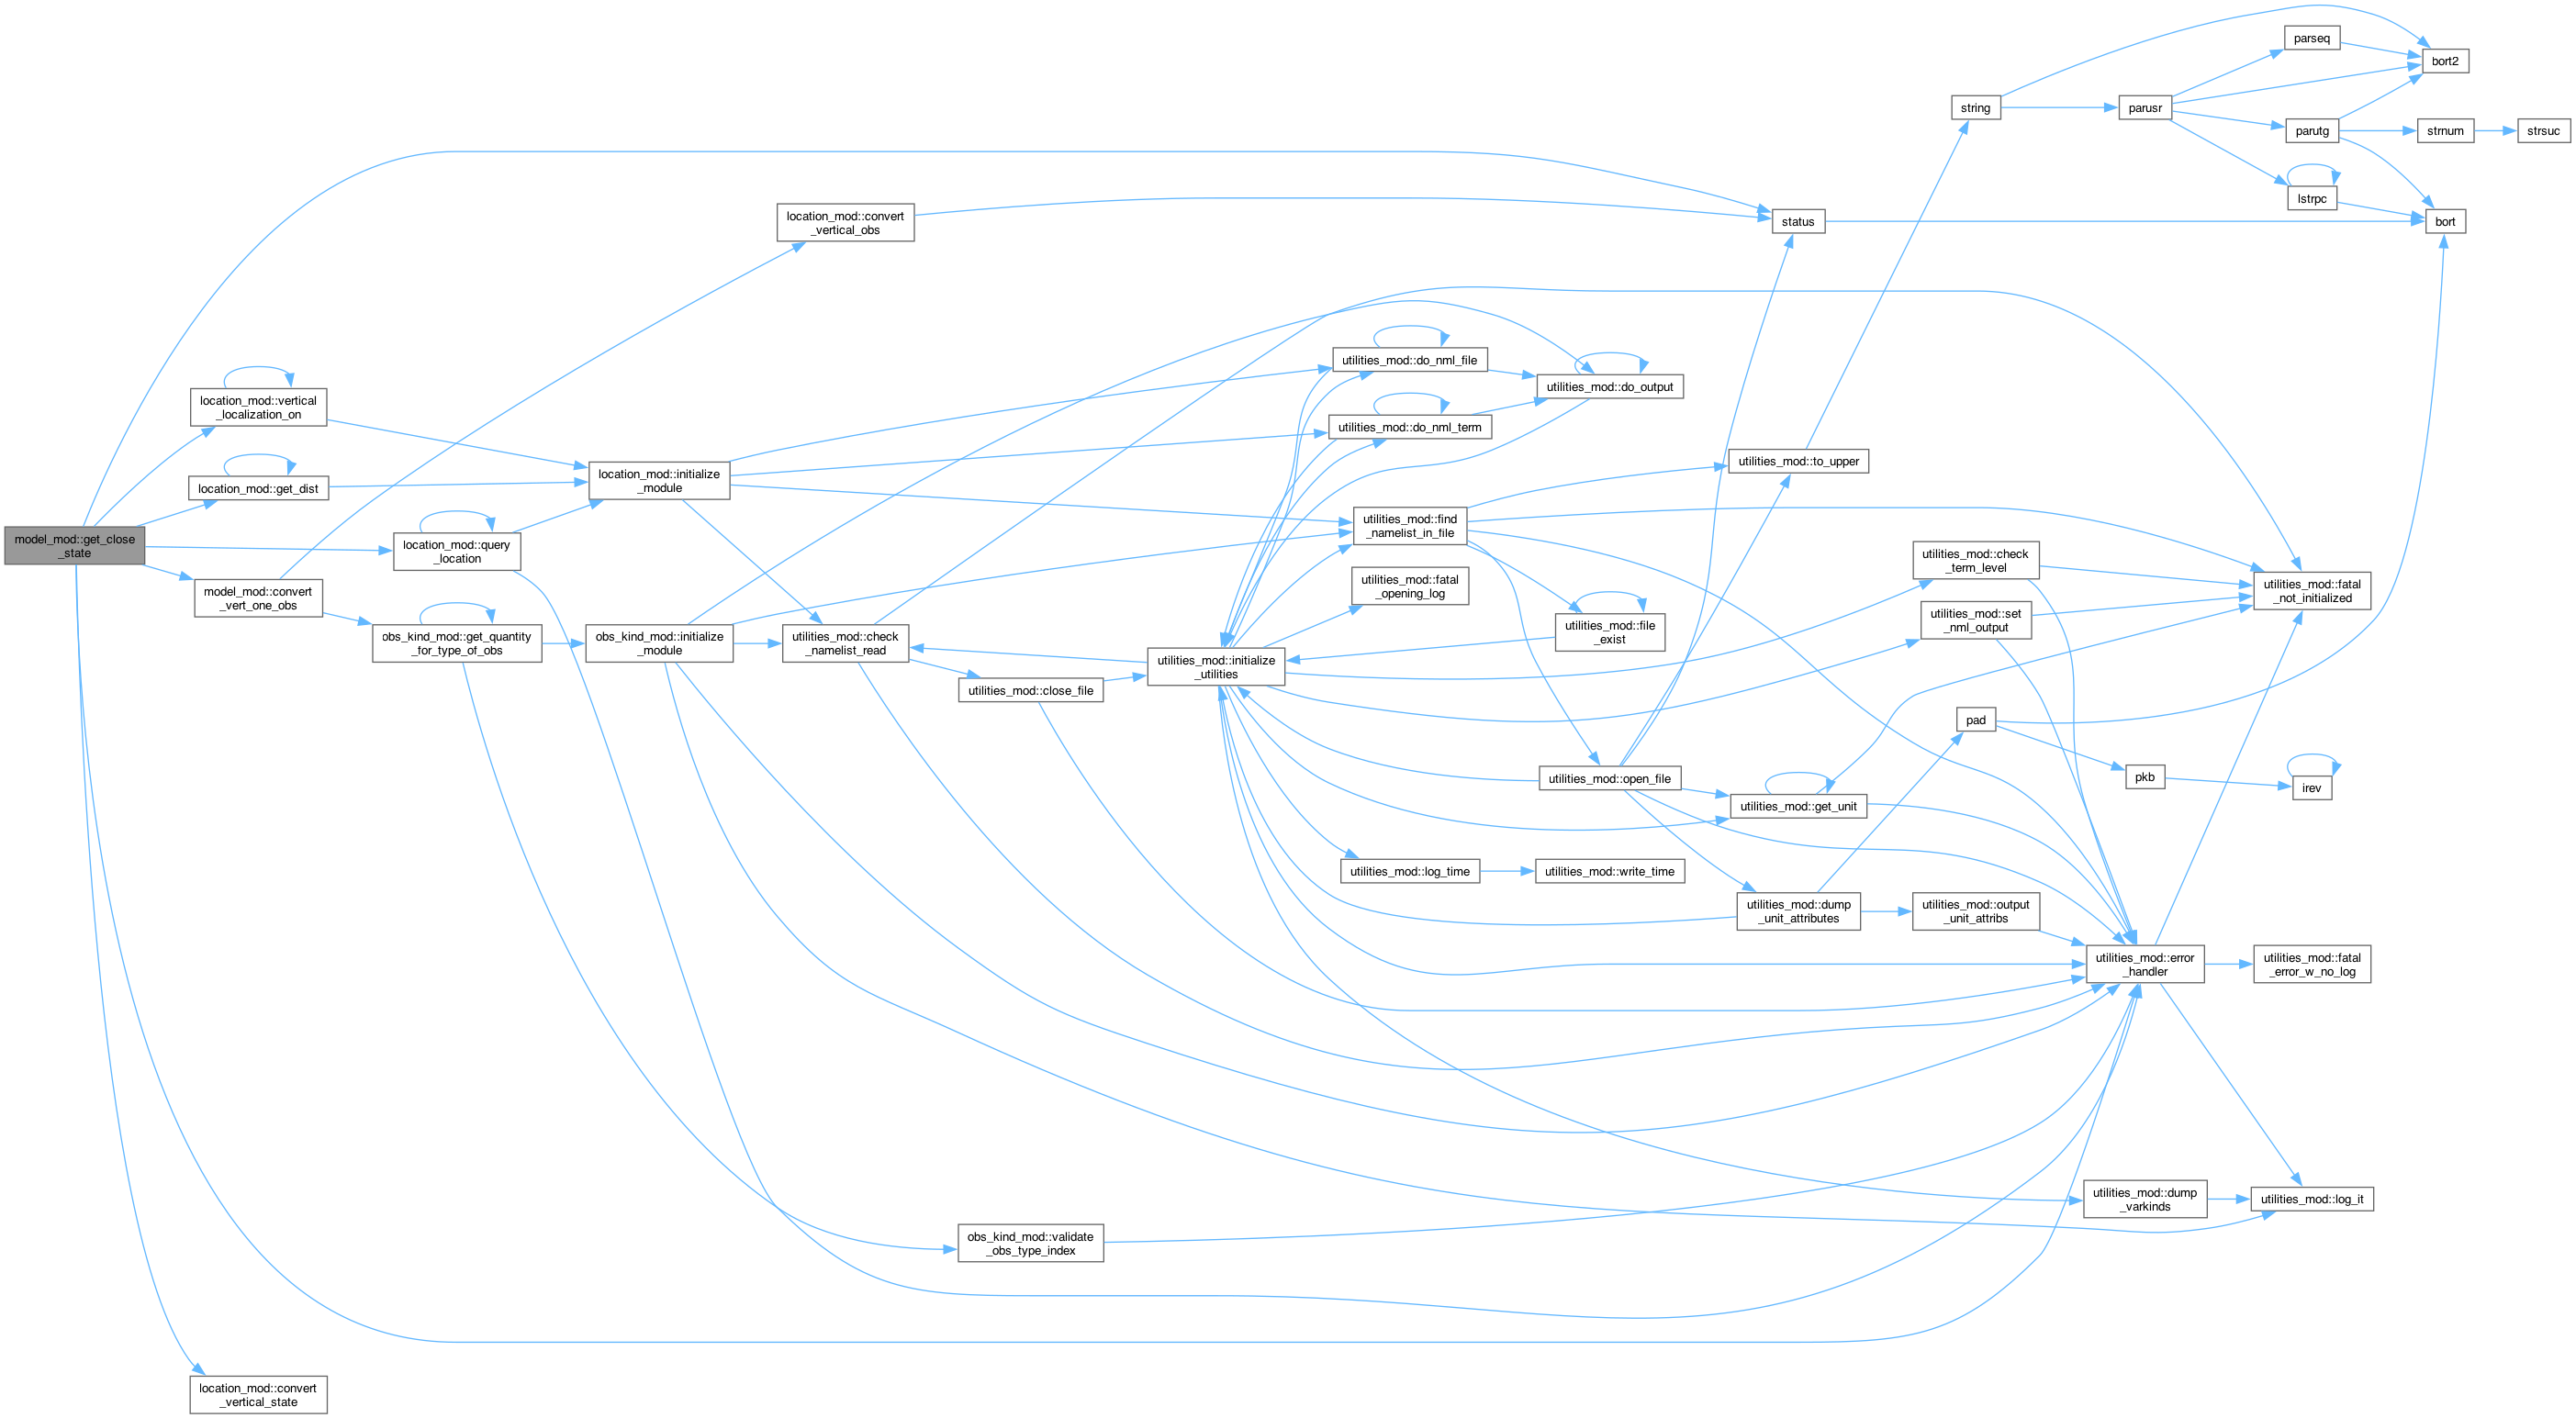 model_mod::get_close
_state
location_mod::vertical
_localization_on
location_mod::get_dist
location_mod::query
_location
model_mod::convert
_vert_one_obs
obs_kind_mod::get_quantity
_for_type_of_obs
location_mod::convert
_vertical_state
location_mod::initialize
_module
obs_kind_mod::initialize
_module
location_mod::convert
_vertical_obs
utilities_mod::check
_namelist_read
utilities_mod::close_file
obs_kind_mod::validate
_obs_type_index
utilities_mod::initialize
_utilities
utilities_mod::do_nml_file
utilities_mod::do_nml_term
utilities_mod::find
_namelist_in_file
utilities_mod::fatal
_opening_log
utilities_mod::log_time
utilities_mod::do_output
utilities_mod::file
_exist
utilities_mod::open_file
utilities_mod::write_time
status
utilities_mod::to_upper
utilities_mod::get_unit
utilities_mod::dump
_unit_attributes
string
utilities_mod::check
_term_level
utilities_mod::set
_nml_output
pad
utilities_mod::output
_unit_attribs
parusr
pkb
utilities_mod::error
_handler
utilities_mod::dump
_varkinds
parseq
parutg
lstrpc
utilities_mod::fatal
_not_initialized
irev
utilities_mod::fatal
_error_w_no_log
utilities_mod::log_it
bort2
strnum
bort
strsuc